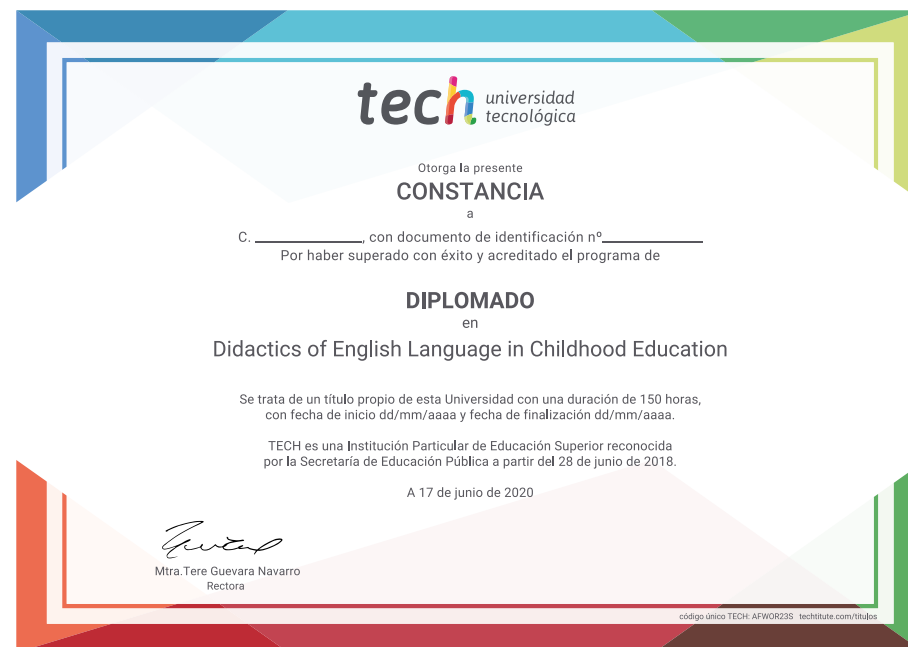 tech universidad
tecnológica
Otorga la presente
CONSTANCIA
a
C. ____________, con documento de identificación nº____________
Por haber superado con éxito y acreditado el programa de
DIPLOMADO
en
Didactics of English Language in Childhood Education
Se trata de un título propio de esta Universidad con una duración de 150 horas,
con fecha de inicio dd/mm/aaaa y fecha de finalización dd/mm/aaaa.
TECH es una Institución Particular de Educación Superior reconocida
por la Secretaría de Educación Pública a partir del 28 de junio de 2018.
A 17 de junio de 2020
Mtra.Tere Guevara Navarro
Rectora
código único TECH: AFWOR23S techtitute.com/titulos